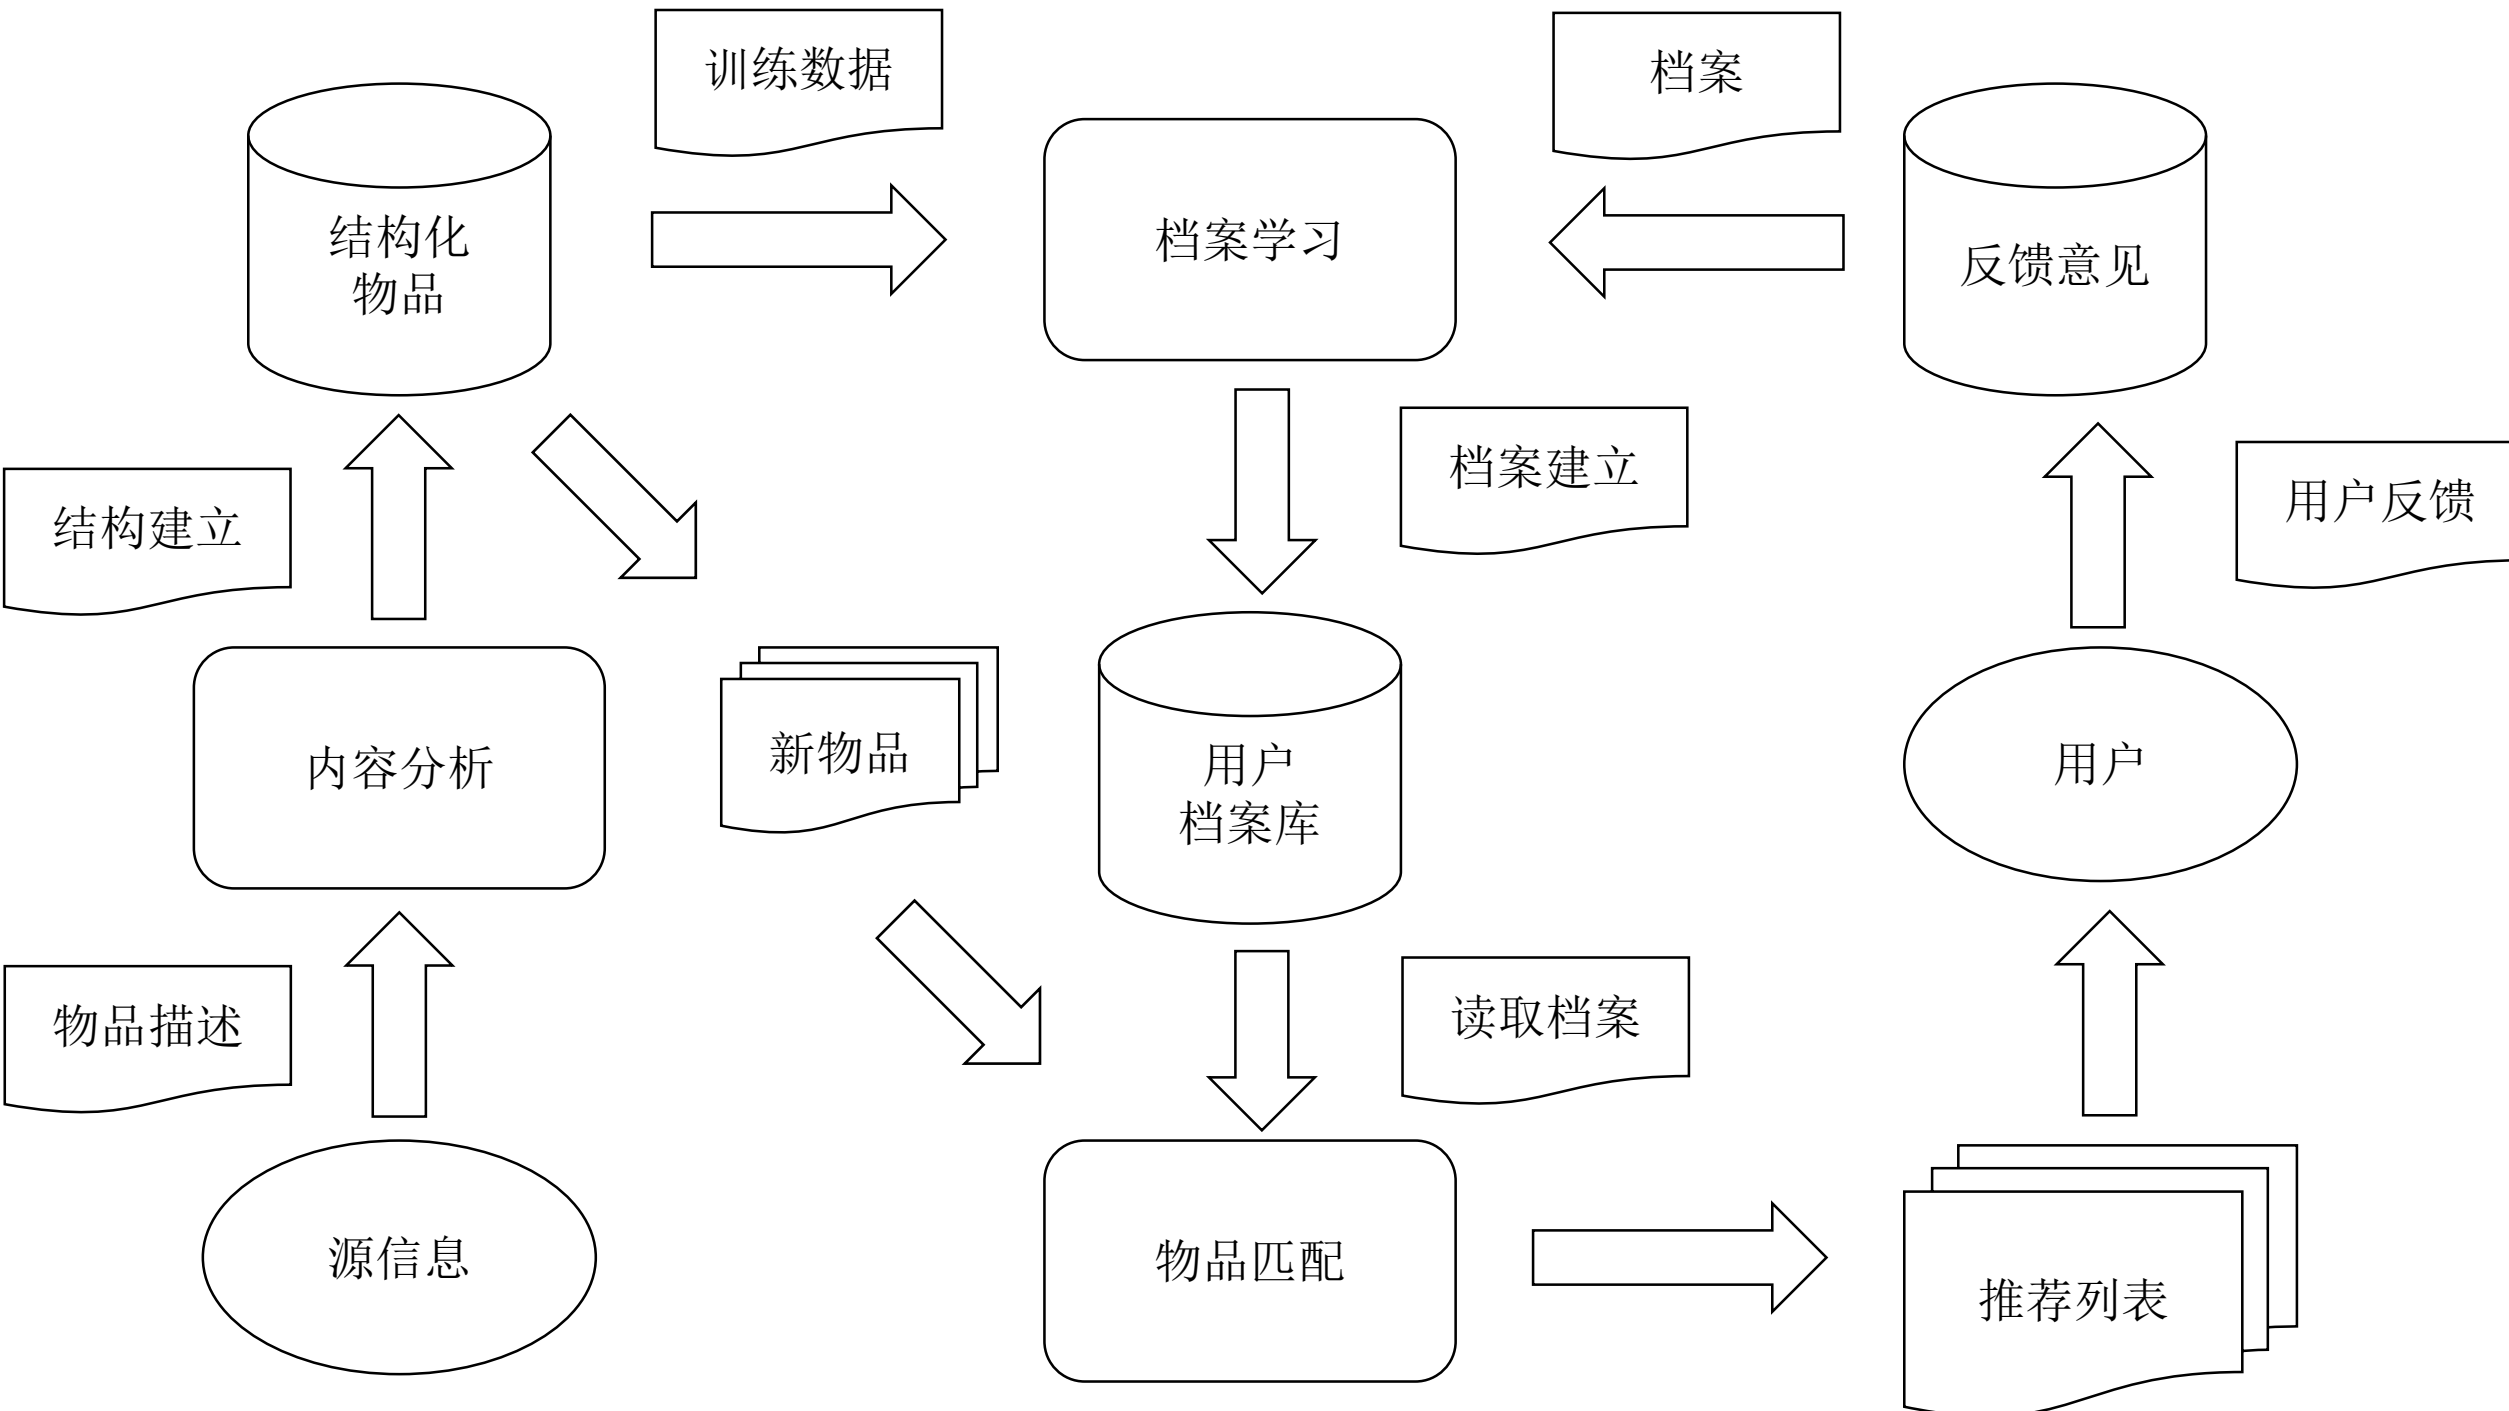 训练数据
档案
结构化
物品
档案学习
反馈意见
结构建立
档案建立
用户反馈
内容分析
新物品
用户
档案库
用户
物品描述
读取档案
源信息
物品匹配
推荐列表